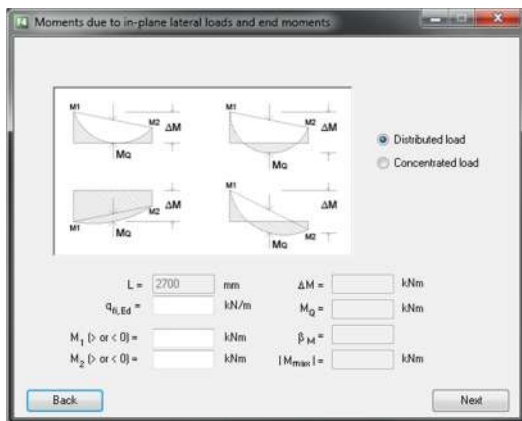 Moments due to in-plane lateral loads and end moments
M1 M2 ΔM MQ
M1 M2 ΔM MQ
M1 M2 ΔM MQ
M1 M2 ΔM MQ
Distributed load
Concentrated load
L = 2700 mm ΔM = kNm
qfi,Ed = kN/m MQ = kNm
M1 (> or < 0) = kNm βM =
M2 (> or < 0) = kNm |Mmax| = kNm
Back Next